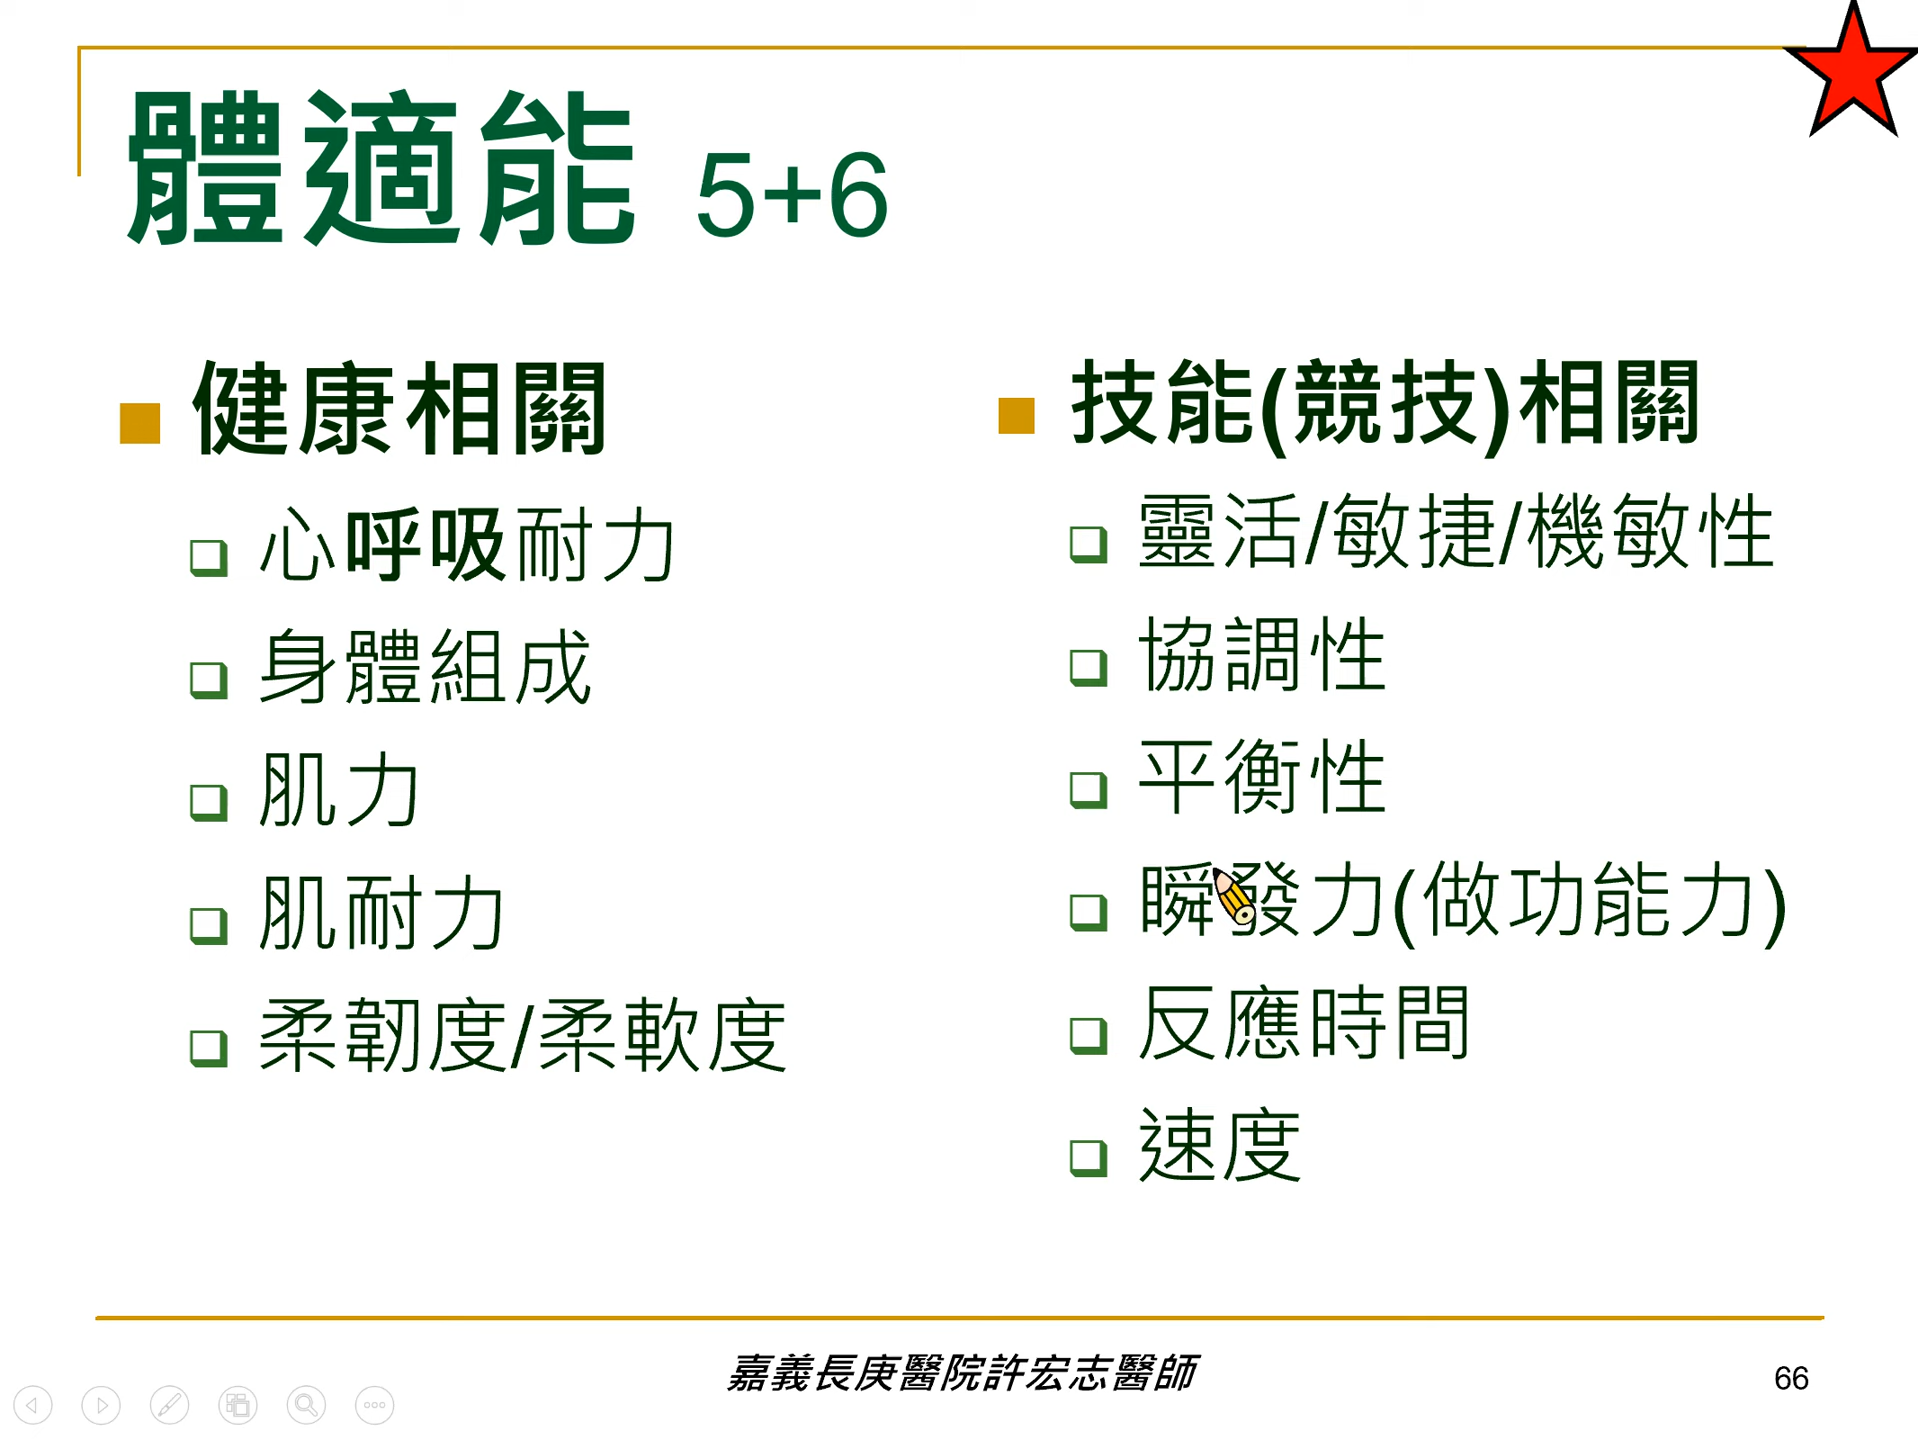 體適能 5+6
健康相關
心呼吸耐力
身體組成
肌力
肌耐力
柔韌度/柔軟度
技能(競技)相關
靈活/敏捷/機敏性
協調性
平衡性
瞬發力(做功能力)
反應時間
速度
嘉義長庚醫院許宏志醫師
66